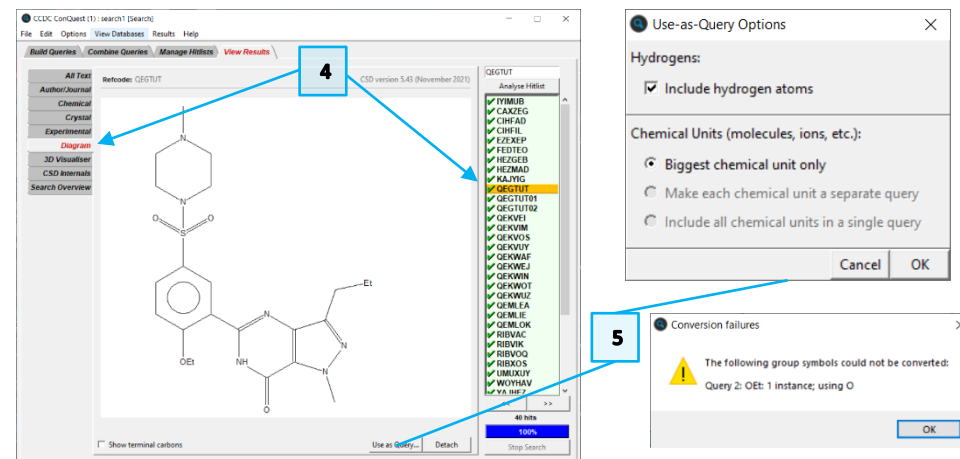 CCDC ConQuest (1) : search1 [Search]
File Edit Options View Databases Results Help
Build Queries Combine Queries Manage Hitlists View Results
All Text
Author/Journal
Chemical
Crystal
Experimental
Diagram
3D Visualiser
CSD Internals
Search Overview
Refcode: QEGTUT
CSD version 5.43 (November 2021)
4
N
N
O
O
S
OEt
N
NH
O
Et
N
N
Show terminal carbons
Use as Query...
Detach
QEGTUT
Analyse Hitlist
IYIMUB
CAXZEG
CIHFAD
CIHFIL
EZEXEP
FEDTEO
HEZGEB
HEZMAD
KAJYIG
QEGTUT
QEGTUT01
QEGTUT02
QEKVEI
QEKVIM
QEKVOS
QEKVUY
QEKWAF
QEKWEJ
QEKWIN
QEKWOT
QEKWUZ
QEMLEA
QEMLIE
QEMLOK
RIBVAC
RIBVIK
RIBVOQ
RIBXOS
UMUXUY
WOYHAV
<< >>
40 hits
100%
Stop Search
Use-as-Query Options
Hydrogens:
Include hydrogen atoms
Chemical Units (molecules, ions, etc.):
Biggest chemical unit only
Make each chemical unit a separate query
Include all chemical units in a single query
Cancel OK
5
Conversion failures
The following group symbols could not be converted:
Query 2: OEt: 1 instance; using O
OK